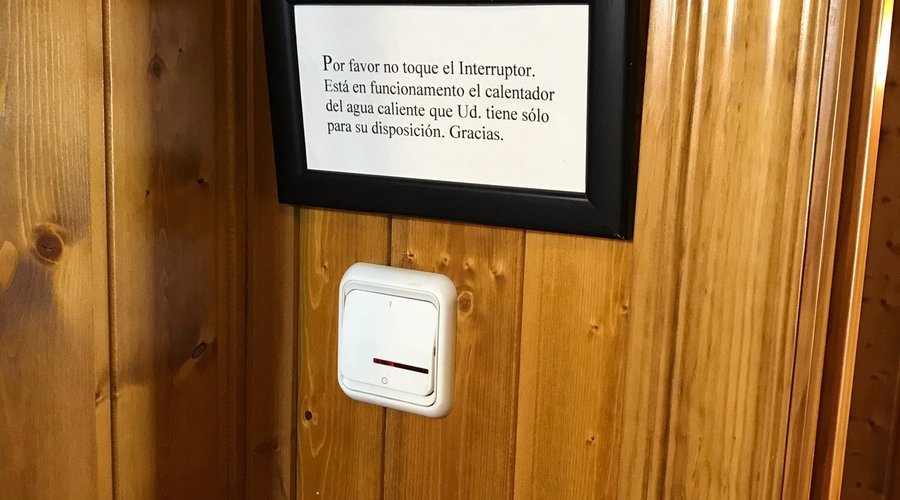 Por favor no toque el Interruptor.
Está en funcionamento el calentador
del agua caliente que Ud. tiene sólo
para su disposición. Gracias.
I
O